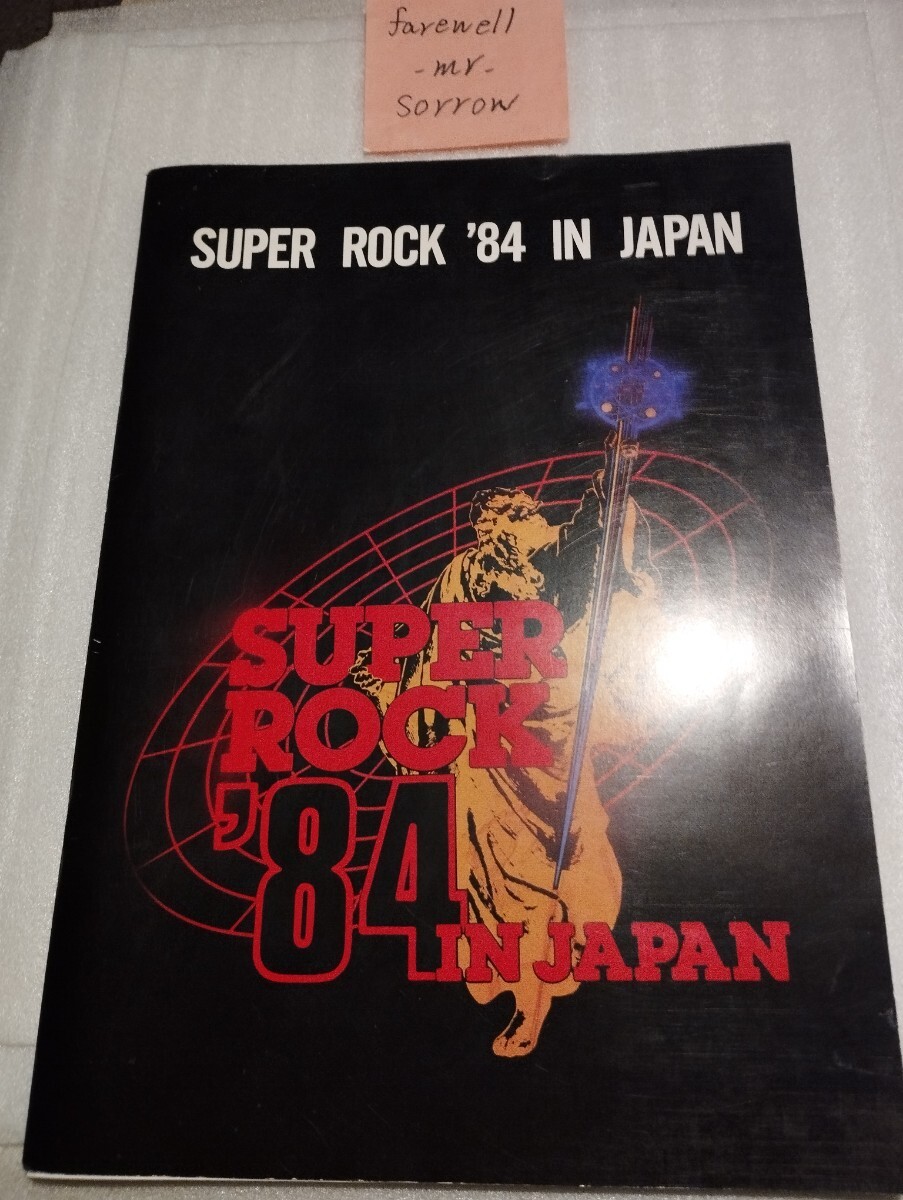 farewell
-mr-
sorrow
SUPER ROCK ’84 IN JAPAN
SUPER
ROCK
’84
IN JAPAN